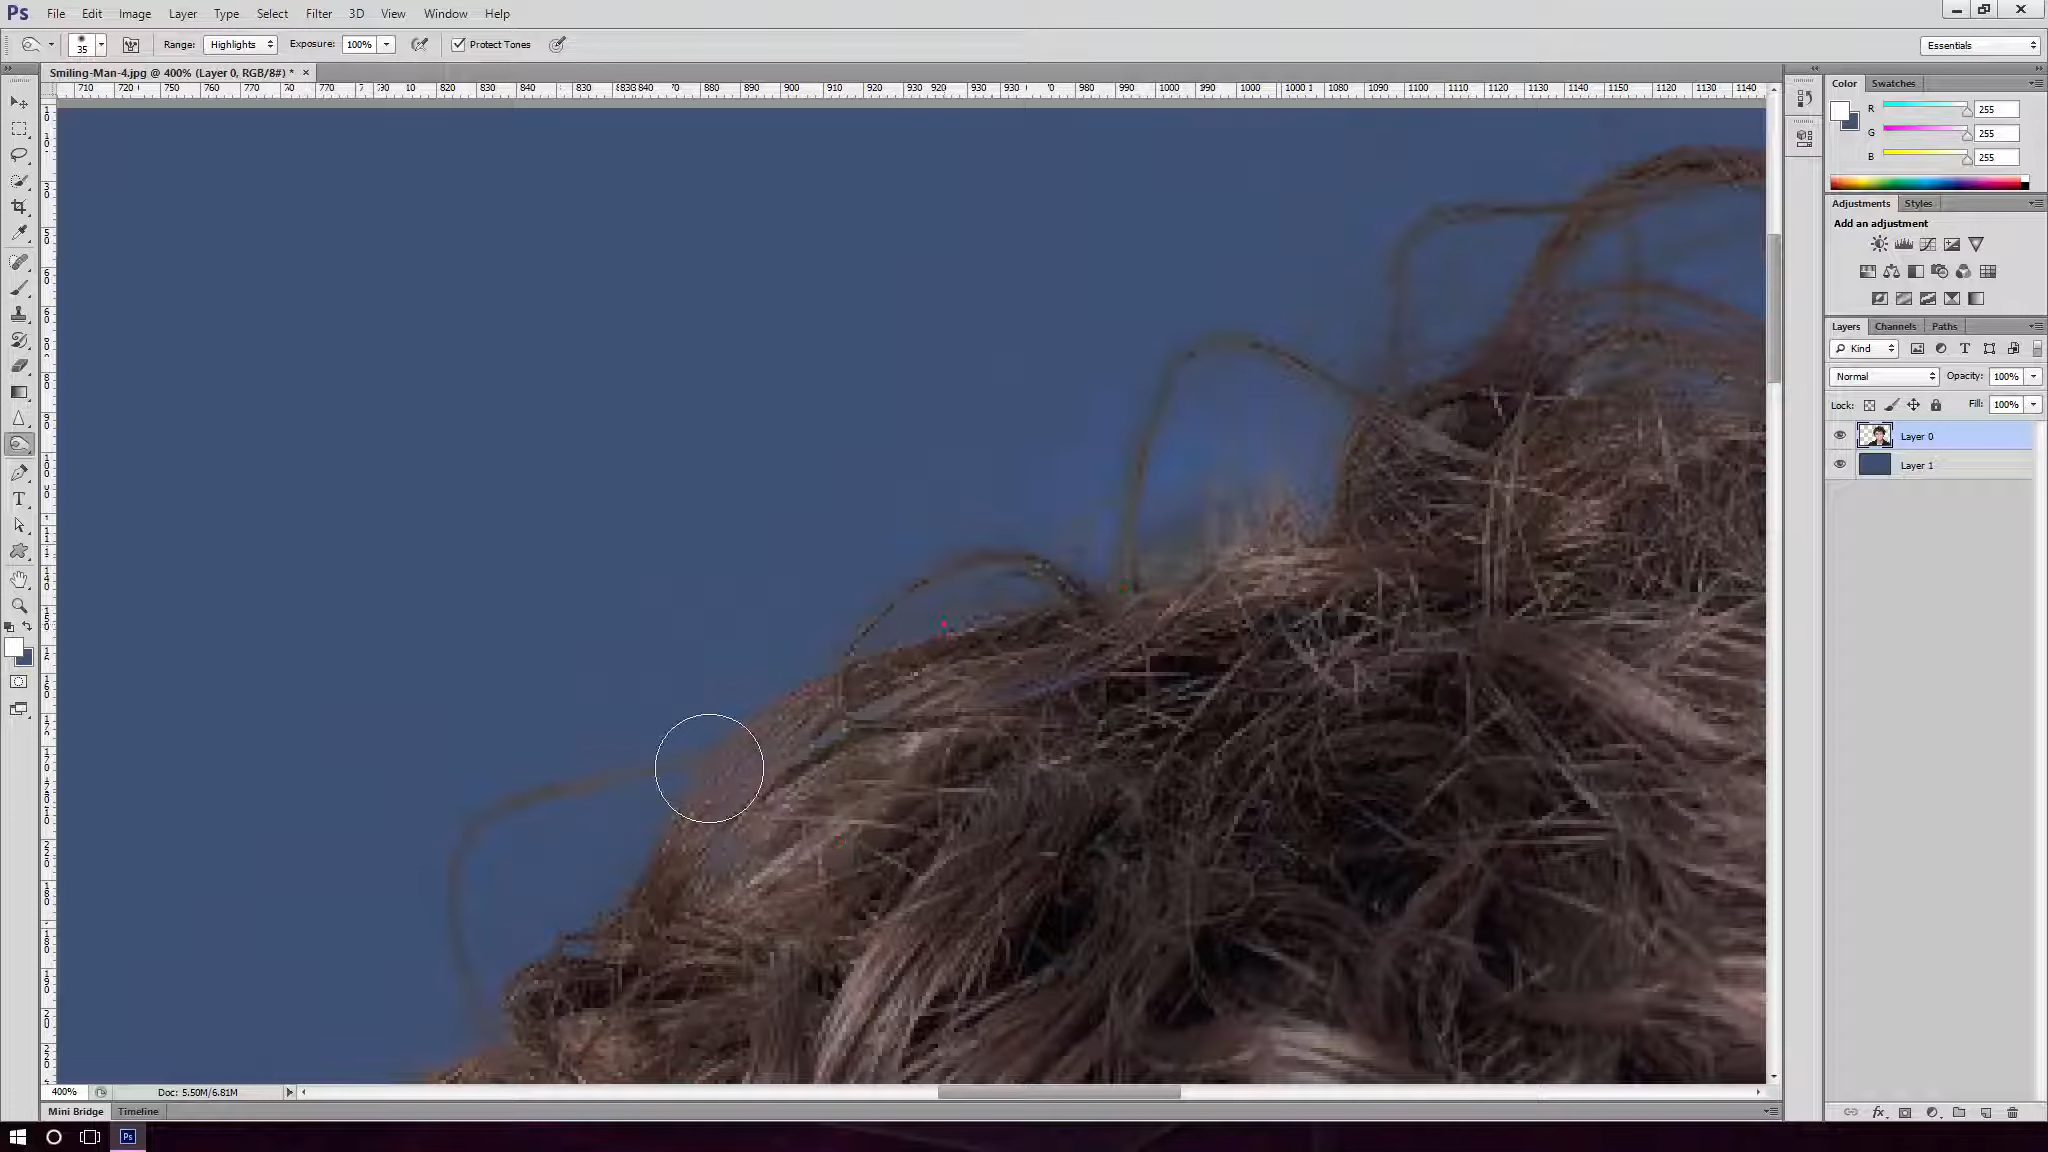 Ps File Edit Image Layer Type Select Filter 3D View Window Help
35 Range: Highlights Exposure: 100% Protect Tones Essentials
Smiling-Man-4.jpg @ 400% (Layer 0, RGB/8#) * ×
Color Swatches
R 255
G 255
B 255
Adjustments Styles
Add an adjustment
Layers Channels Paths
Kind
Normal Opacity: 100%
Lock: Fill: 100%
Layer 0
Layer 1
400% Doc: 5.50M/6.81M
Mini Bridge Timeline
Ps